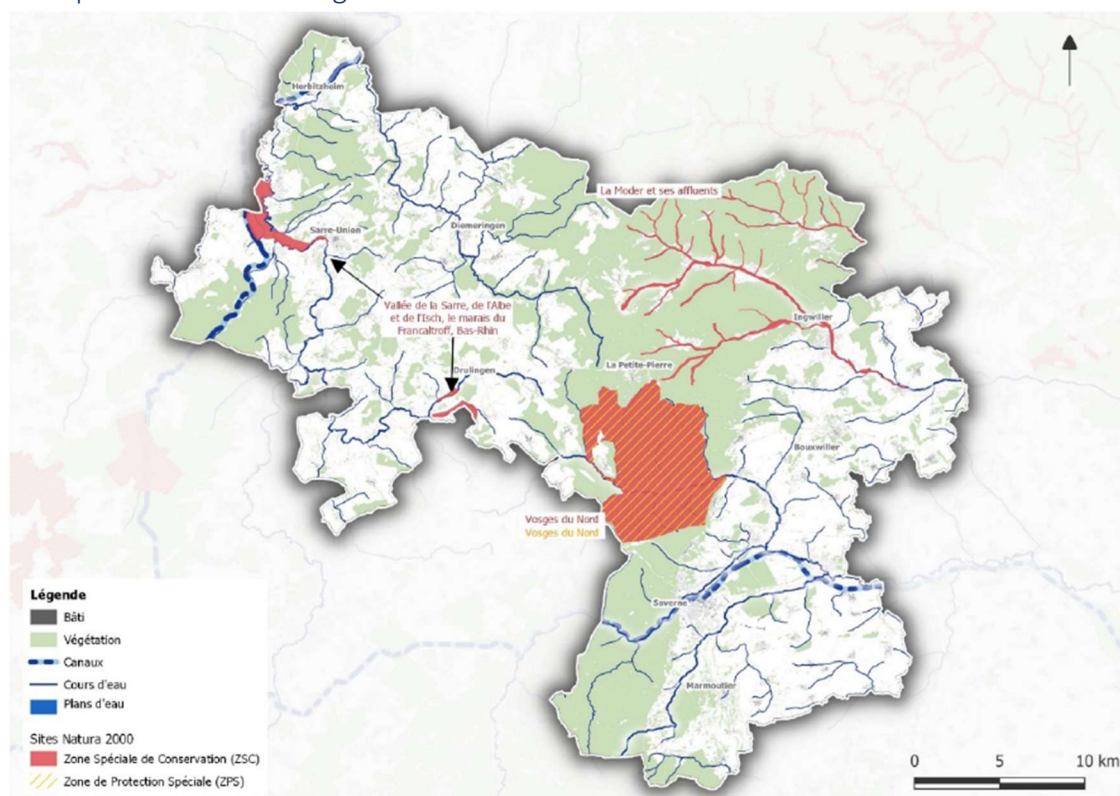 Herbitzheim
La Moder et ses affluents
Sarre-Union
Diemeringen
Vallée de la Sarre, de l'Albe
et de l'Isch, le marais du
Francaltroff, Bas-Rhin
Ingwiller
La Petite-Pierre
Drulingen
Bouxwiller
Vosges du Nord
Vosges du Nord
Saverne
Marmoutier
Légende
Bâti
Végétation
Canaux
Cours d'eau
Plans d'eau
Sites Natura 2000
Zone Spéciale de Conservation (ZSC)
Zone de Protection Spéciale (ZPS)
0 5 10 km